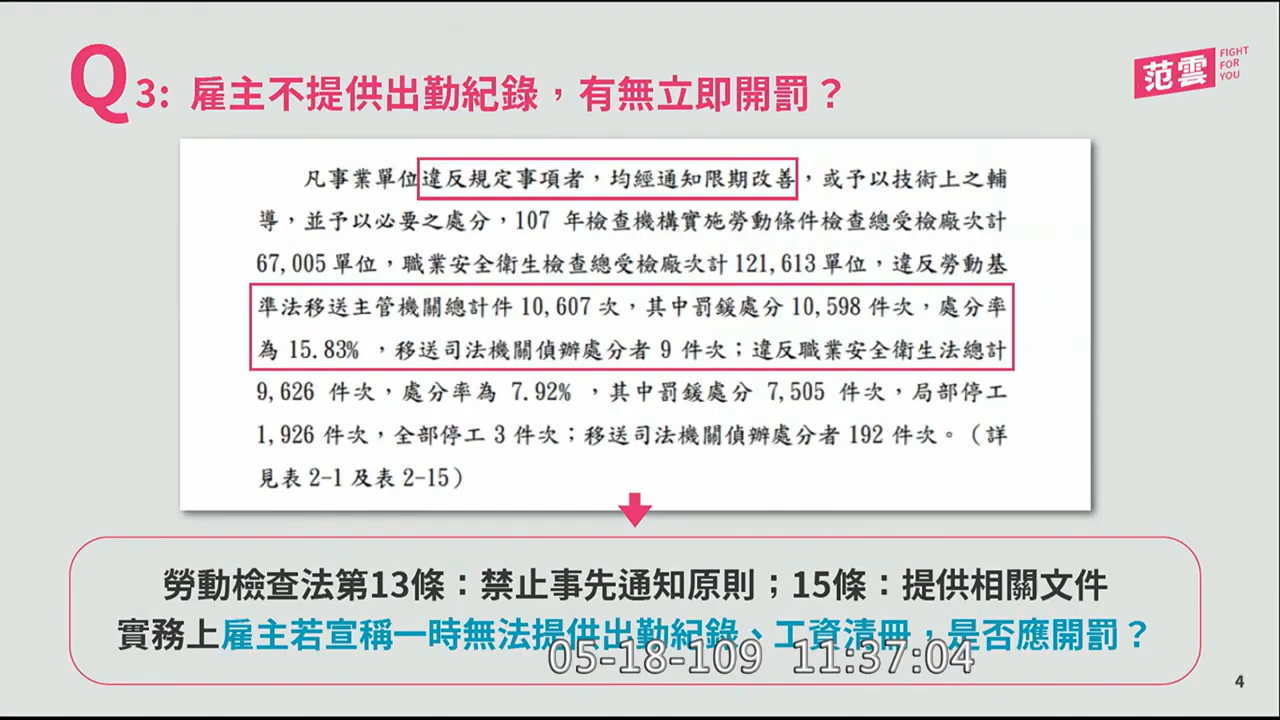 Q3: 雇主不提供出勤紀錄，有無立即開罰？
范雲
FIGHT
FOR
YOU
凡事業單位違反規定事項者，均經通知限期改善，或予以技術上之輔
導，並予以必要之處分，107 年檢查機構實施勞動條件檢查總受檢廠次計
67,005 單位，職業安全衛生檢查總受檢廠次計 121,613 單位，違反勞動基
準法移送主管機關總計件 10,607 次，其中罰鍰處分 10,598 件次，處分率
為 15.83% ，移送司法機關偵辦處分者 9 件次；違反職業安全衛生法總計
9,626 件次，處分率為 7.92% ，其中罰鍰處分 7,505 件次，局部停工
1,926 件次，全部停工 3 件次；移送司法機關偵辦處分者 192 件次。（詳
見表 2-1 及表 2-15）
勞動檢查法第13條：禁止事先通知原則；15條：提供相關文件
實務上雇主若宣稱一時無法提供出勤紀錄、工資清冊，是否應開罰？
05-18-109 11:37:04
4